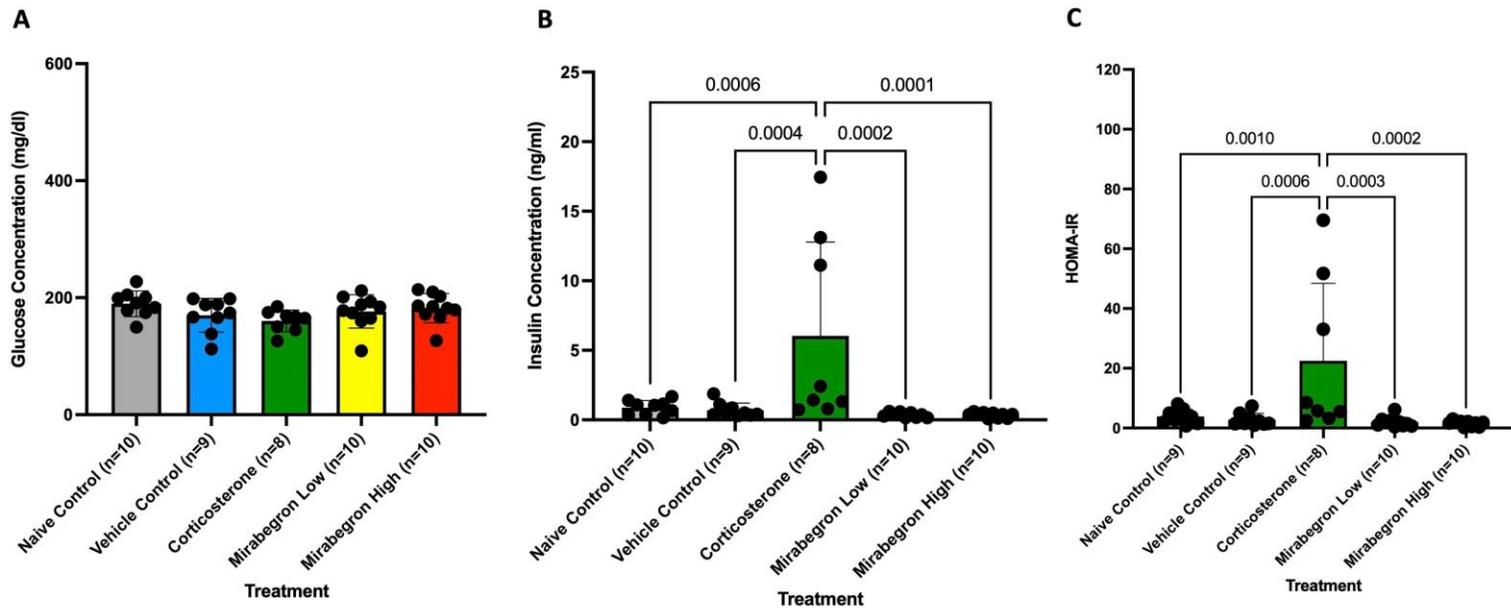 A
Glucose Concentration (mg/dl)
600
400
200
0
Naive Control (n=10)
Vehicle Control (n=9)
Corticosterone (n=8)
Mirabegron Low (n=10)
Mirabegron High (n=10)
Treatment
B
Insulin Concentration (ng/ml)
25
20
15
10
5
0
0.0006
0.0001
0.0004
0.0002
Naive Control (n=10)
Vehicle Control (n=9)
Corticosterone (n=8)
Mirabegron Low (n=10)
Mirabegron High (n=10)
Treatment
C
HOMA-IR
120
100
80
60
40
20
0
0.0010
0.0002
0.0006
0.0003
Naive Control (n=9)
Vehicle Control (n=9)
Corticosterone (n=8)
Mirabegron Low (n=10)
Mirabegron High (n=10)
Treatment